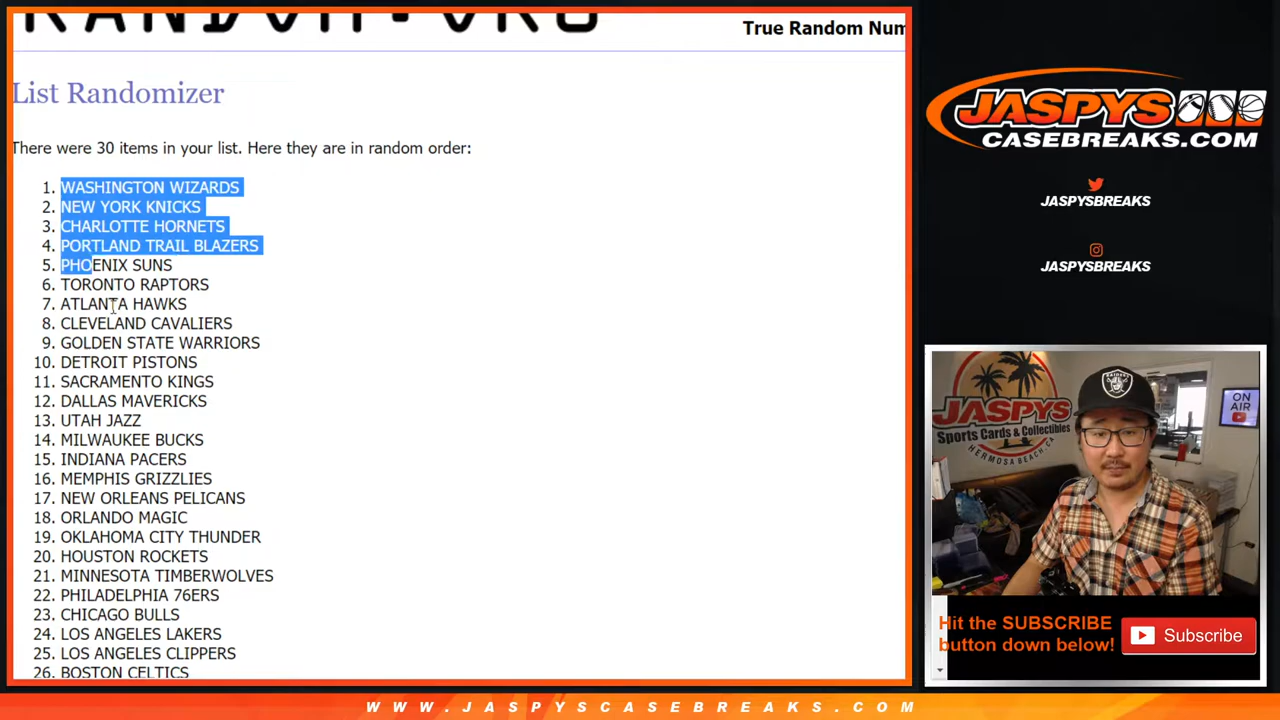 RANDOM.ORG
True Random Num
List Randomizer
There were 30 items in your list. Here they are in random order:
1. WASHINGTON WIZARDS
2. NEW YORK KNICKS
3. CHARLOTTE HORNETS
4. PORTLAND TRAIL BLAZERS
5. PHOENIX SUNS
6. TORONTO RAPTORS
7. ATLANTA HAWKS
8. CLEVELAND CAVALIERS
9. GOLDEN STATE WARRIORS
10. DETROIT PISTONS
11. SACRAMENTO KINGS
12. DALLAS MAVERICKS
13. UTAH JAZZ
14. MILWAUKEE BUCKS
15. INDIANA PACERS
16. MEMPHIS GRIZZLIES
17. NEW ORLEANS PELICANS
18. ORLANDO MAGIC
19. OKLAHOMA CITY THUNDER
20. HOUSTON ROCKETS
21. MINNESOTA TIMBERWOLVES
22. PHILADELPHIA 76ERS
23. CHICAGO BULLS
24. LOS ANGELES LAKERS
25. LOS ANGELES CLIPPERS
26. BOSTON CELTICS
JASPYS
CASEBREAKS.COM
JASPYSBREAKS
JASPYSBREAKS
RAIDERS
ON
AIR
JASPYS
Sports Cards & Collectibles
HERMOSA BEACH, CA
Hit the SUBSCRIBE
button down below!
Subscribe
WWW.JASPYSCASEBREAKS.COM